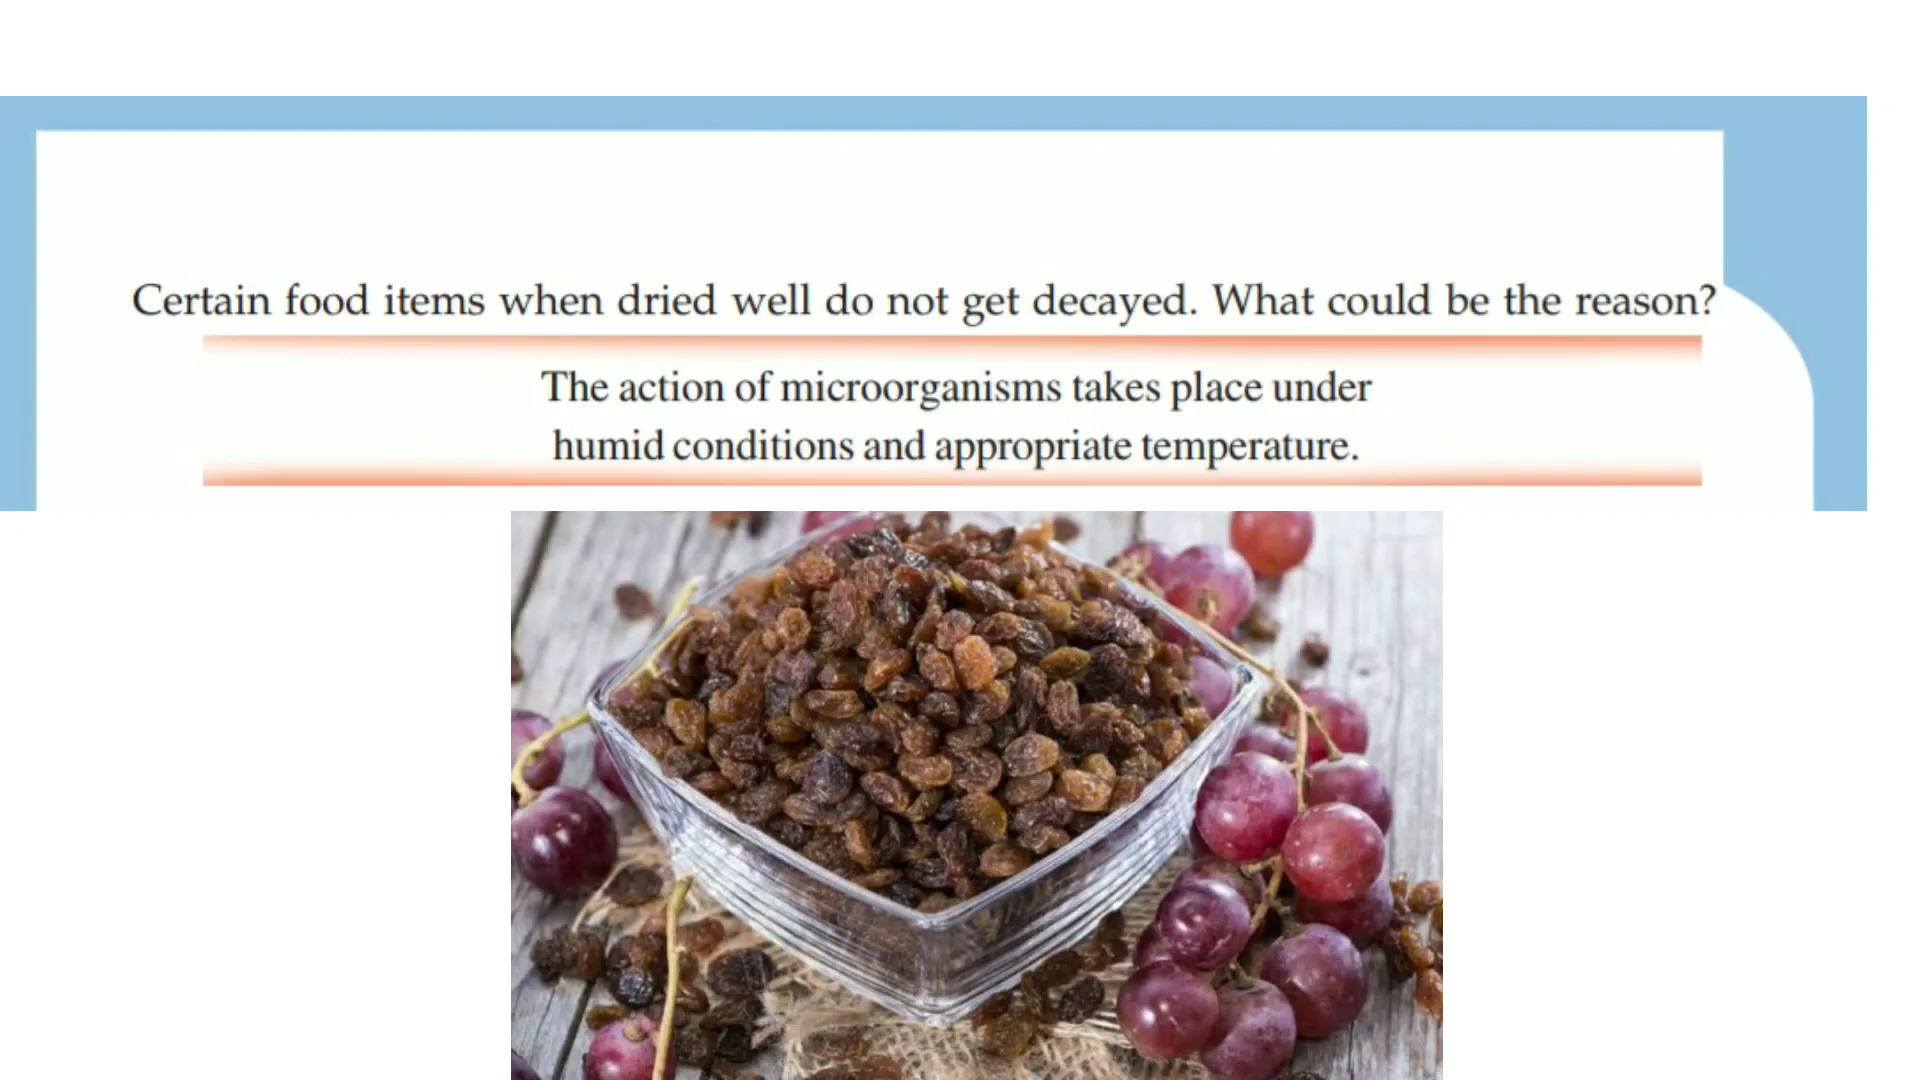 Certain food items when dried well do not get decayed. What could be the reason?
The action of microorganisms takes place under
humid conditions and appropriate temperature.